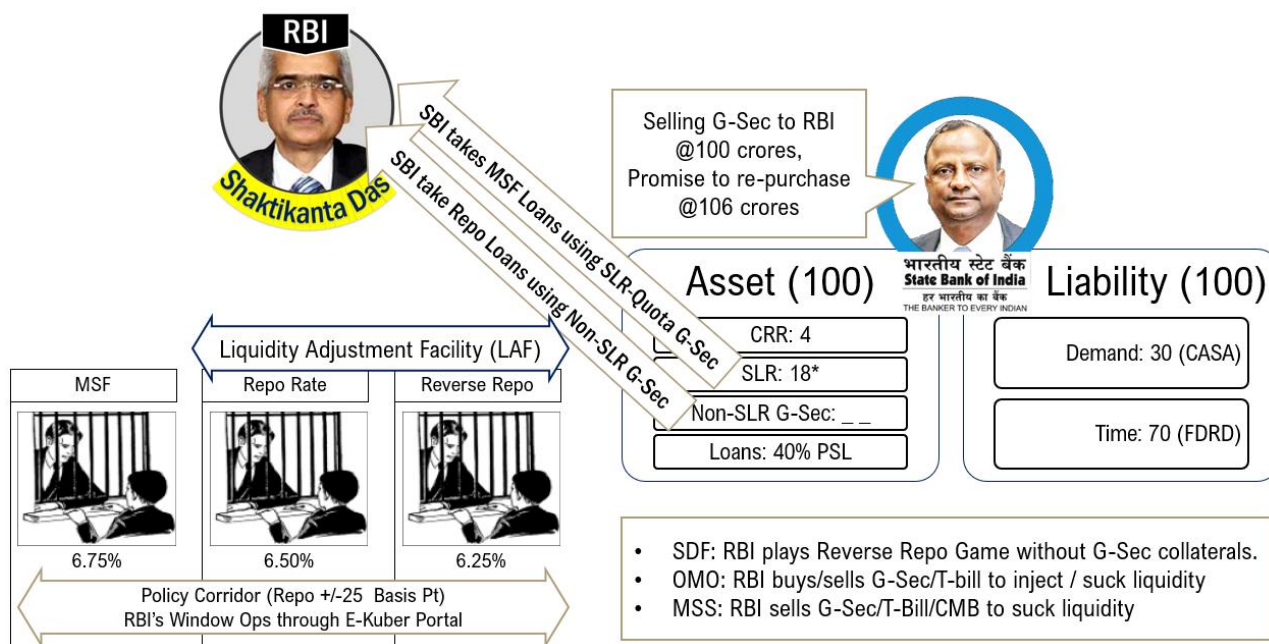 RBI
Shaktikanta Das
SBI takes MSF Loans using SLR-Quota G-Sec
SBI take Repo Loans using Non-SLR G-Sec
Selling G-Sec to RBI
@100 crores,
Promise to re-purchase
@106 crores
भारतीय स्टेट बैंक
State Bank of India
हर भारतीय का बैंक
THE BANKER TO EVERY INDIAN
Asset (100)
CRR: 4
SLR: 18*
Non-SLR G-Sec: _ _
Loans: 40% PSL
Liability (100)
Demand: 30 (CASA)
Time: 70 (FDRD)
Liquidity Adjustment Facility (LAF)
MSF
Repo Rate
Reverse Repo
6.75%
6.50%
6.25%
Policy Corridor (Repo +/-25 Basis Pt)
RBI's Window Ops through E-Kuber Portal
• SDF: RBI plays Reverse Repo Game without G-Sec collaterals.
• OMO: RBI buys/sells G-Sec/T-bill to inject / suck liquidity
• MSS: RBI sells G-Sec/T-Bill/CMB to suck liquidity